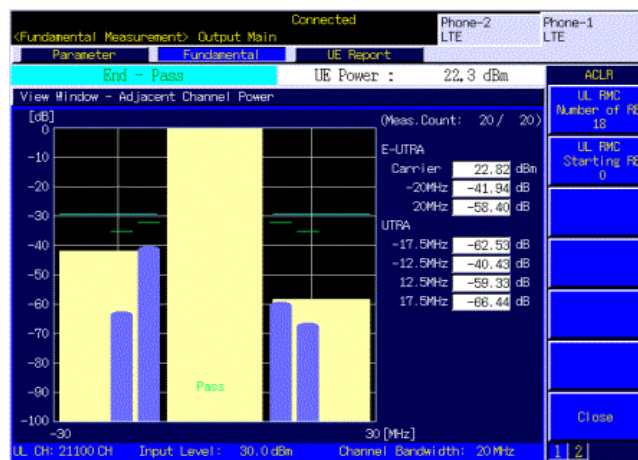 Connected
<Fundamental Measurement> Output Main
Phone-2
LTE
Phone-1
LTE
Parameter
Fundamental
UE Report
End - Pass
UE Power : 22.3 dBm
ACLR
View Window - Adjacent Channel Power
UL RMC
Number of RB
18
[dB]
(Meas.Count: 20/ 20)
0
-10
-20
-30
-40
-50
-60
-70
-80
-90
-100
E-UTRA
Carrier 22.82 dBm
-20MHz -41.94 dB
20MHz -58.40 dB
UTRA
-17.5MHz -62.53 dB
-12.5MHz -40.43 dB
12.5MHz -59.33 dB
17.5MHz -66.44 dB
UL RMC
Starting RB
0
Pass
-30
30 [MHz]
Close
UL CH: 21100 CH Input Level: 30.0 dBm Channel Bandwidth: 20 MHz
1 2